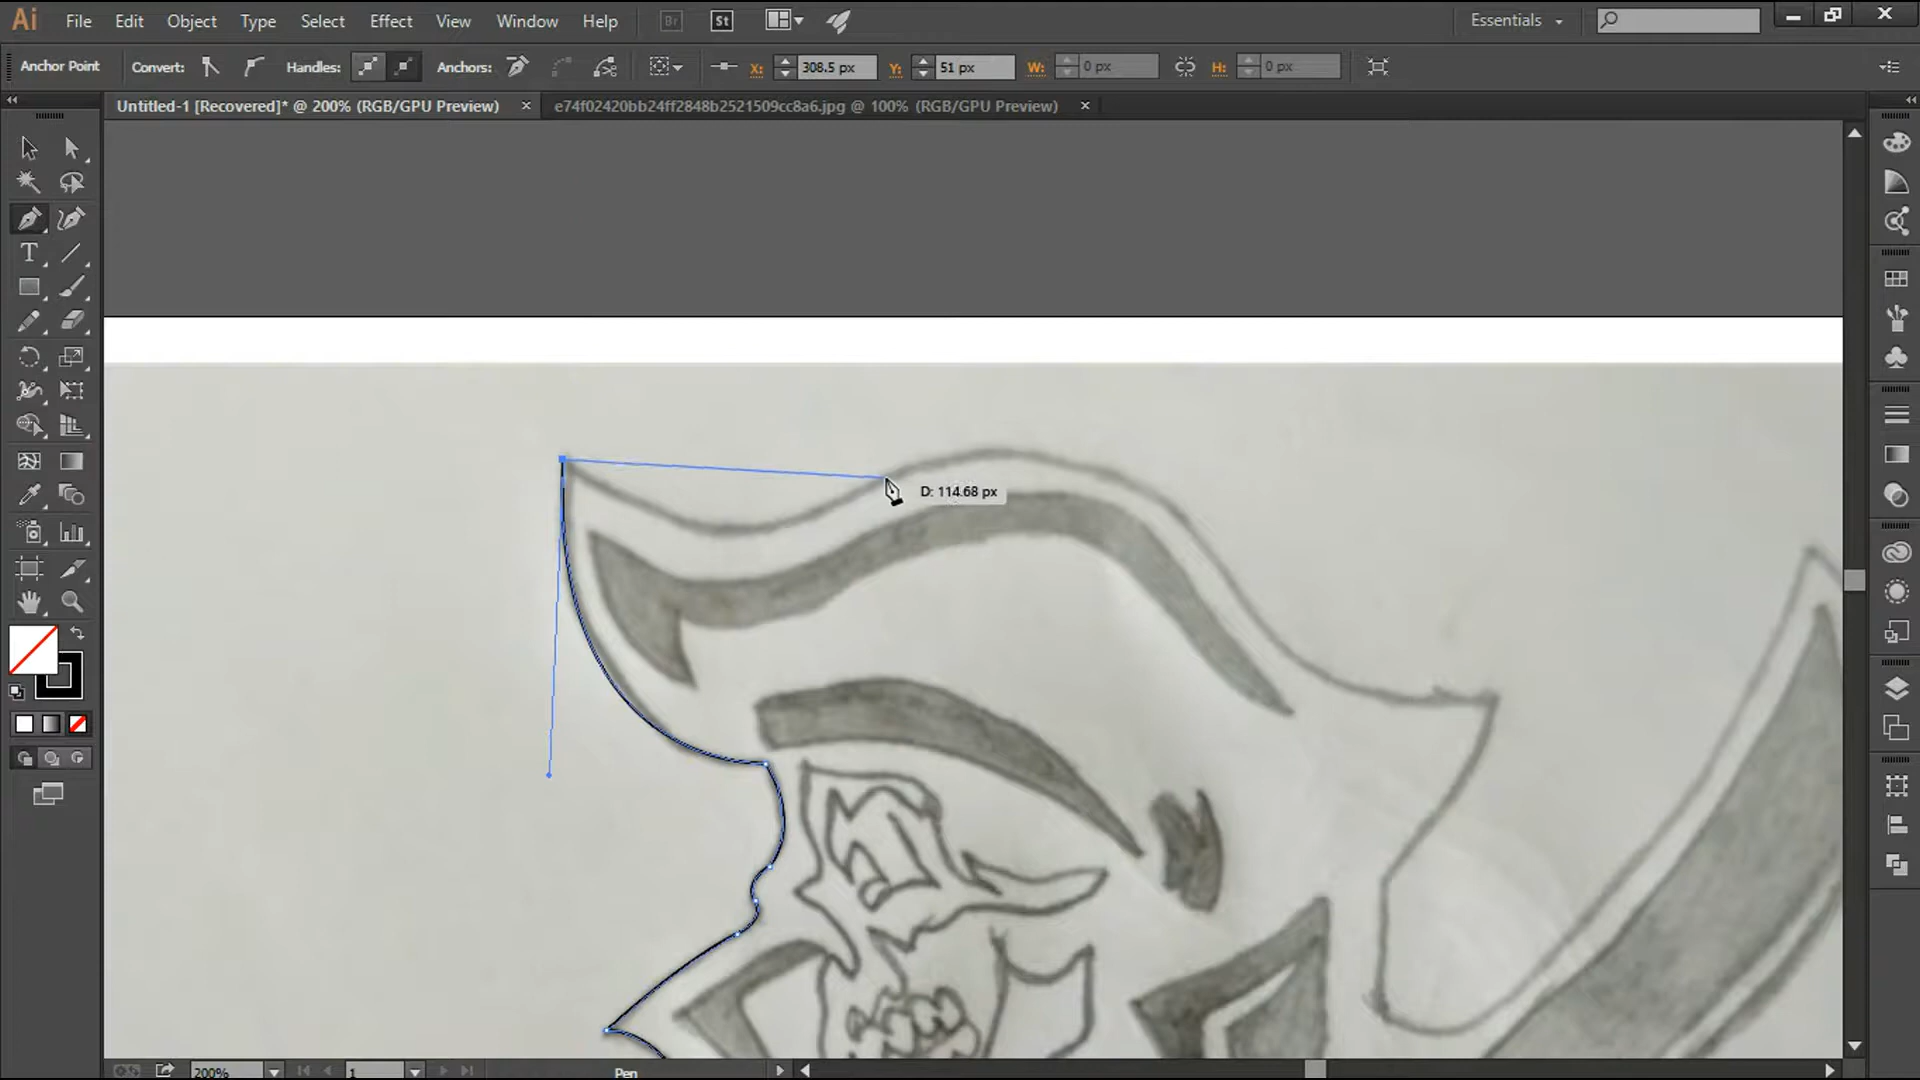 Ai File Edit Object Type Select Effect View Window Help Br St Essentials
Anchor Point Convert: Handles: Anchors: X: 308.5 px Y: 51 px W: 0 px H: 0 px
Untitled-1 [Recovered]* @ 200% (RGB/GPU Preview) × e74f02420bb24ff2848b2521509cc8a6.jpg @ 100% (RGB/GPU Preview) ×
T
D: 114.68 px
200% 1 Pen